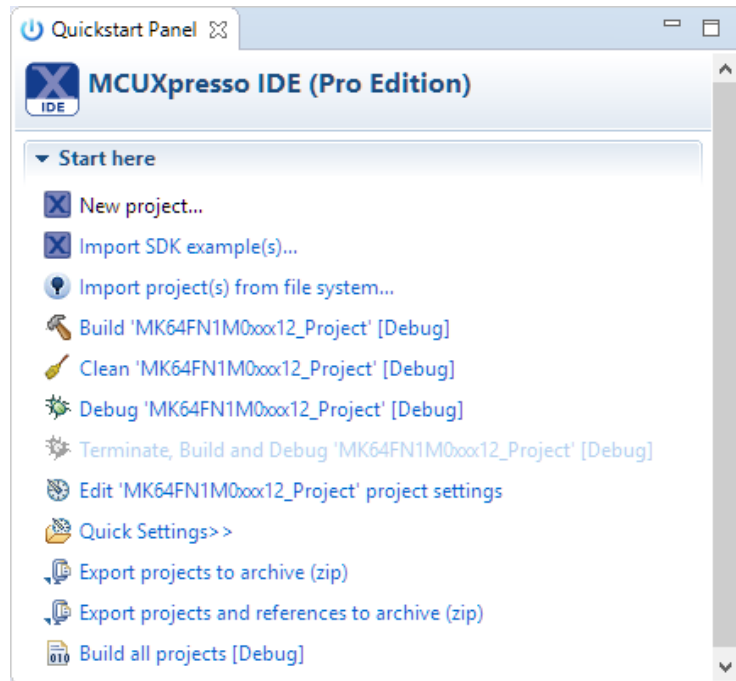 Quickstart Panel
IDE
MCUXpresso IDE (Pro Edition)
Start here
New project...
Import SDK example(s)...
Import project(s) from file system...
Build 'MK64FN1M0xxx12_Project' [Debug]
Clean 'MK64FN1M0xxx12_Project' [Debug]
Debug 'MK64FN1M0xxx12_Project' [Debug]
Terminate, Build and Debug 'MK64FN1M0xxx12_Project' [Debug]
Edit 'MK64FN1M0xxx12_Project' project settings
Quick Settings>>
Export projects to archive (zip)
Export projects and references to archive (zip)
010 Build all projects [Debug]